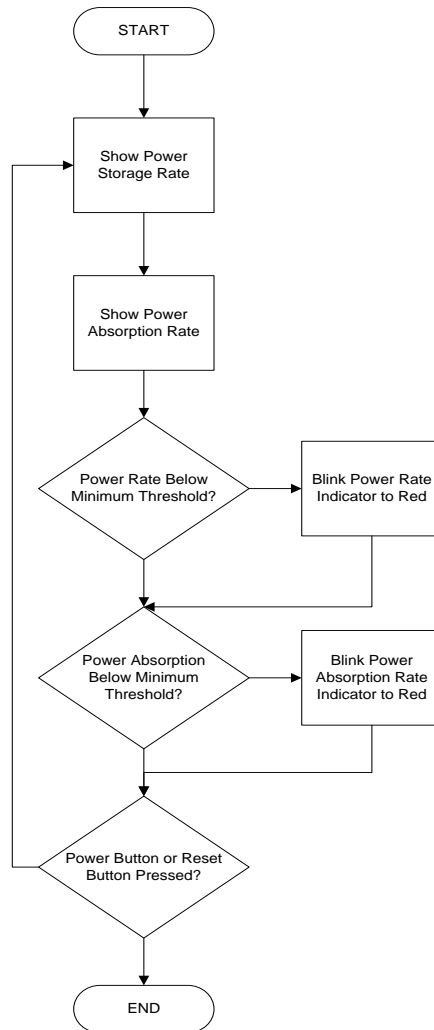 START
Show Power
Storage Rate
Show Power
Absorption Rate
Power Rate Below
Minimum Threshold?
Blink Power Rate
Indicator to Red
Power Absorption
Below Minimum
Threshold?
Blink Power
Absorption Rate
Indicator to Red
Power Button or Reset
Button Pressed?
END